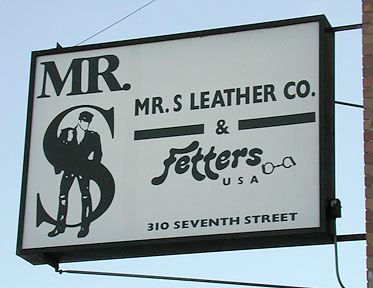 MR.
S
MR. S LEATHER CO.
&
Fetters
USA
310 SEVENTH STREET